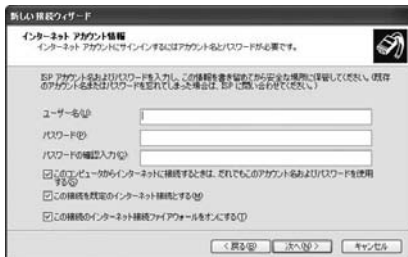 新しい接続ウィザード
インターネット アカウント情報
インターネット アカウントにサインインするにはアカウント名とパスワードが必要です。
ISP アカウント名およびパスワードを入力し、この情報を書き留めてから安全な場所に保管してください。(既存
のアカウント名またはパスワードを忘れてしまった場合は、ISP に問い合わせてください。)
ユーザー名(U):
パスワード(P):
パスワードの確認入力(C):
このコンピュータからインターネットに接続するときは、だれでもこのアカウント名およびパスワードを使用
する(S)
この接続を既定のインターネット接続とする(M)
この接続のインターネット接続ファイアウォールをオンにする(T)
< 戻る(B)
次へ(N) >
キャンセル